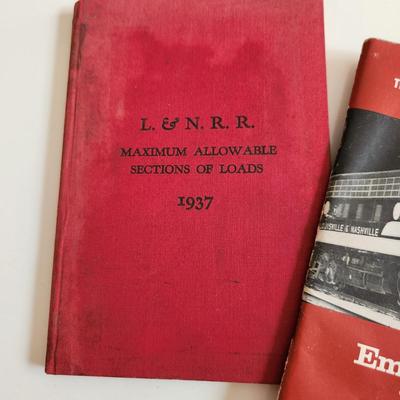 L. & N. R. R.
MAXIMUM ALLOWABLE
SECTIONS OF LOADS
1937
LOUISVILLE & NASHVILLE
Em